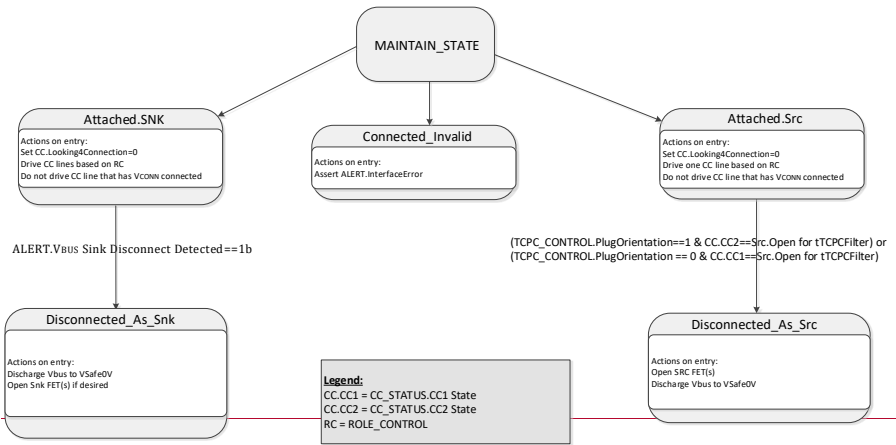 MAINTAIN_STATE
Attached.SNK
Actions on entry:
Set CC.Looking4Connection=0
Drive CC lines based on RC
Do not drive CC line that has VCONN connected
Connected_Invalid
Actions on entry:
Assert ALERT.InterfaceError
Attached.Src
Actions on entry:
Set CC.Looking4Connection=0
Drive one CC line based on RC
Do not drive CC line that has VCONN connected
ALERT.VBUS Sink Disconnect Detected==1b
(TCPC_CONTROL.PlugOrientation==1 & CC.CC2==Src.Open for tTCPCFilter) or
(TCPC_CONTROL.PlugOrientation == 0 & CC.CC1==Src.Open for tTCPCFilter)
Disconnected_As_Snk
Actions on entry:
Discharge Vbus to VSafe0V
Open Snk FET(s) if desired
Disconnected_As_Src
Actions on entry:
Open SRC FET(s)
Discharge Vbus to VSafe0V
Legend:
CC.CC1 = CC_STATUS.CC1 State
CC.CC2 = CC_STATUS.CC2 State
RC = ROLE_CONTROL